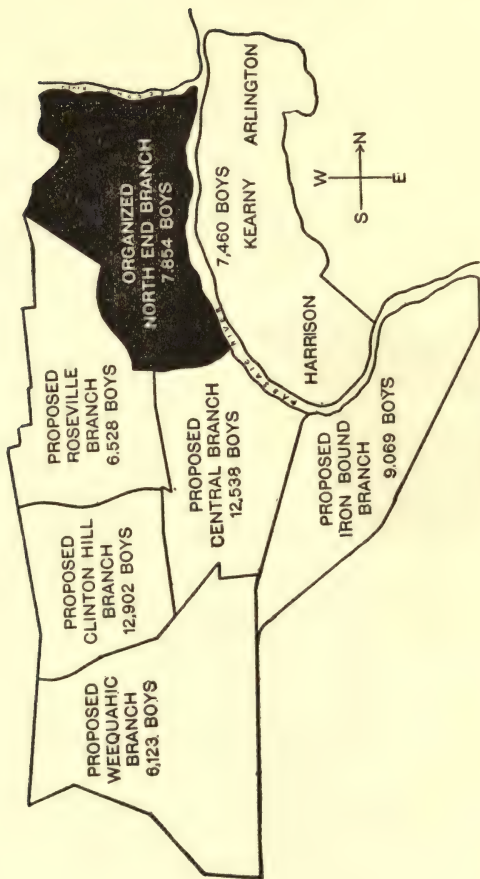 PROPOSED
WEEQUAHIC
BRANCH
6,123. BOYS
PROPOSED
CLINTON HILL
BRANCH
12,902 BOYS
PROPOSED
ROSEVILLE
BRANCH
6.528 BOYS
ORGANIZED
NORTH END BRANCH
7.854 BOYS
PROPOSED
CENTRAL BRANCH
12,538 BOYS
PASSAIC RIVER
7,460 BOYS
HARRISON
KEARNY
ARLINGTON
PROPOSED
IRON BOUND
BRANCH
9.069 BOYS
W
S
N
E